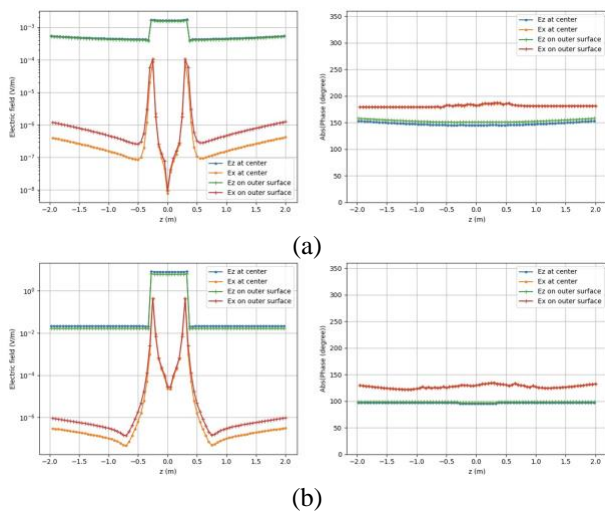 Electric field (V/m)
10⁻³
10⁻⁴
10⁻⁵
10⁻⁶
10⁻⁷
10⁻⁸
Ez at center
Ex at center
Ez on outer surface
Ex on outer surface
−2.0 −1.5 −1.0 −0.5 0.0 0.5 1.0 1.5 2.0
z (m)
Abs(Phase (degree))
350
300
250
200
150
100
50
0
Ez at center
Ex at center
Ez on outer surface
Ex on outer surface
−2.0 −1.5 −1.0 −0.5 0.0 0.5 1.0 1.5 2.0
z (m)
(a)
Electric field (V/m)
10⁰
10⁻²
10⁻⁴
10⁻⁶
Ez at center
Ex at center
Ez on outer surface
Ex on outer surface
−2.0 −1.5 −1.0 −0.5 0.0 0.5 1.0 1.5 2.0
z (m)
Abs(Phase (degree))
350
300
250
200
150
100
50
0
Ez at center
Ex at center
Ez on outer surface
Ex on outer surface
−2.0 −1.5 −1.0 −0.5 0.0 0.5 1.0 1.5 2.0
z (m)
(b)